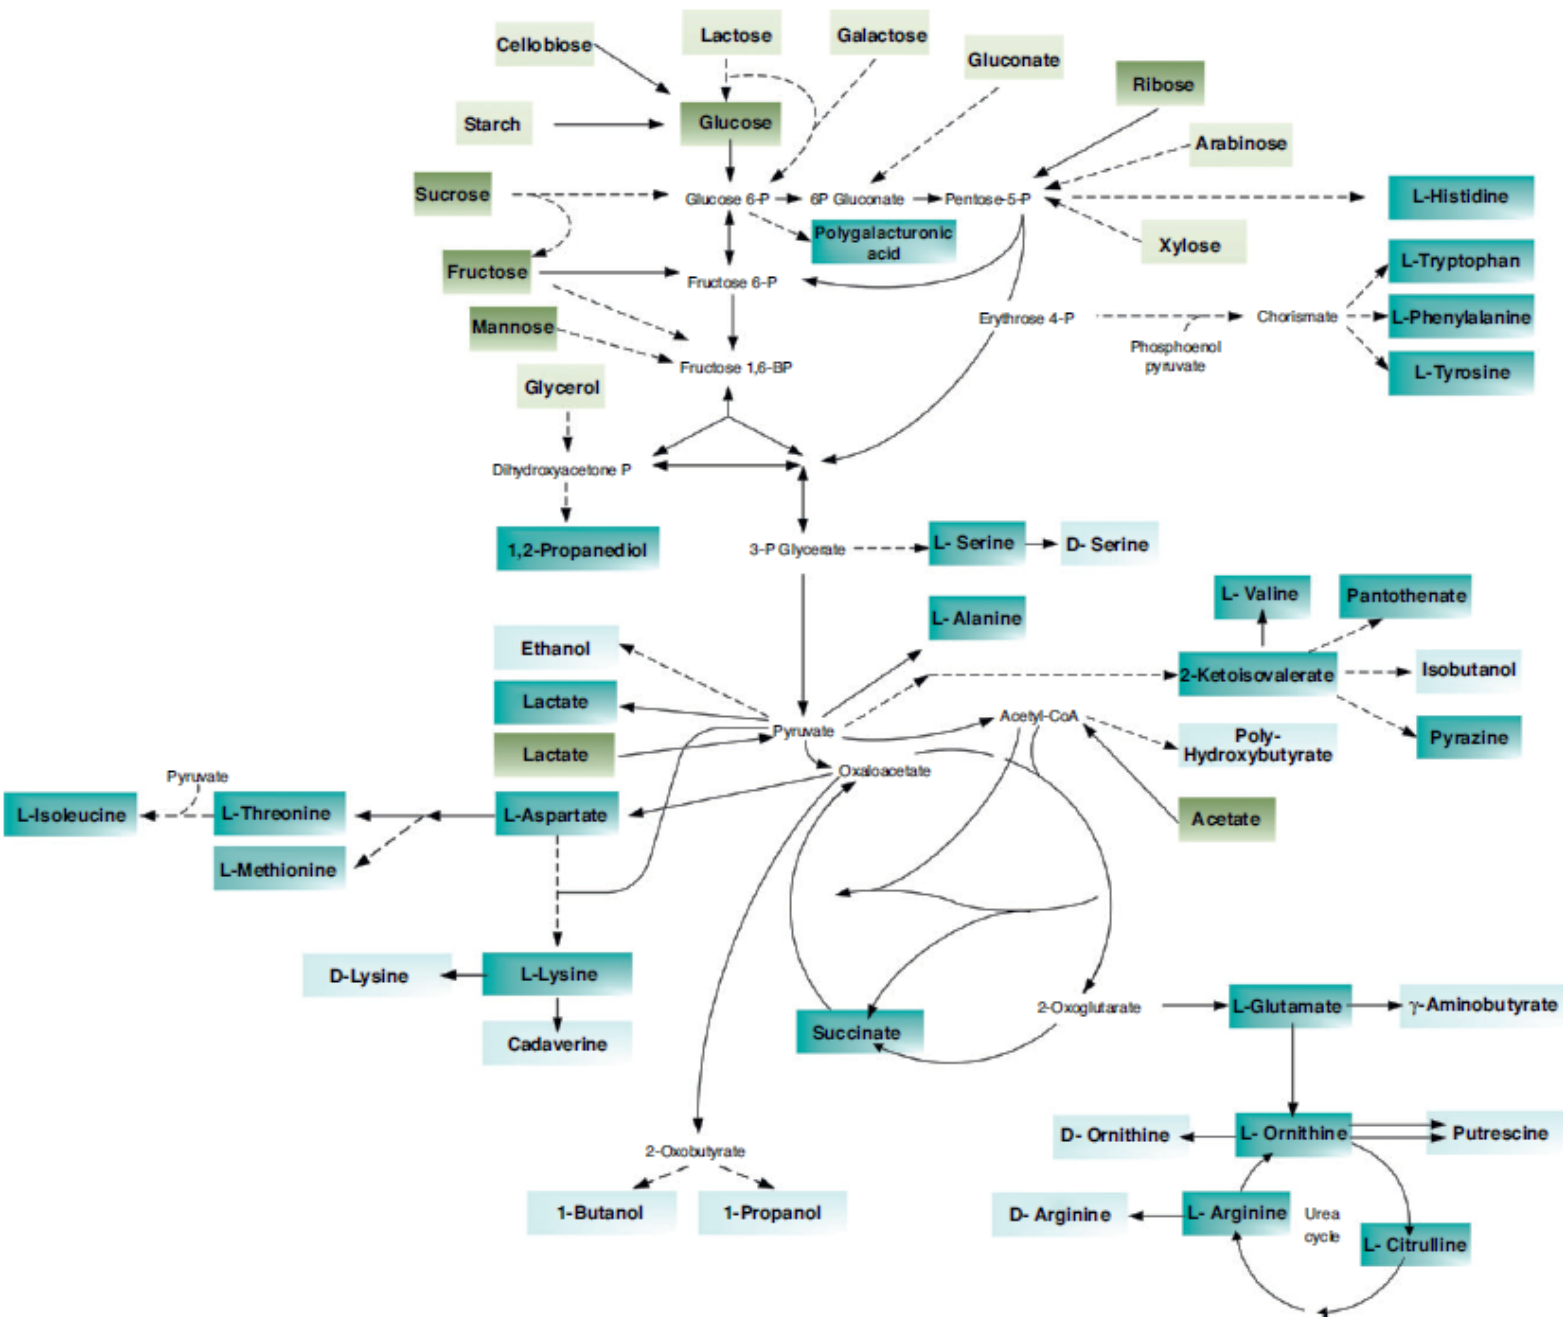 Lactose
Galactose
Cellobiose
Gluconate
Ribose
Starch
Glucose
Arabinose
Sucrose
Glucose 6-P
6P Gluconate
Pentose-5-P
L-Histidine
Polygalacturonic
acid
Xylose
L-Tryptophan
Fructose
Fructose 6-P
Mannose
Erythrose 4-P
Chorismate
L-Phenylalanine
Phosphoenol
pyruvate
Fructose 1,6-BP
L-Tyrosine
Glycerol
Dihydroxyacetone P
1,2-Propanediol
3-P Glycerate
L- Serine
D- Serine
L- Valine
Pantothenate
L- Alanine
Ethanol
2-Ketoisovalerate
Isobutanol
Lactate
Acetyl-CoA
Pyruvate
Poly-
Hydroxybutyrate
Pyrazine
Lactate
Oxaloacetate
Pyruvate
L-Isoleucine
L-Threonine
L-Aspartate
Acetate
L-Methionine
D-Lysine
L-Lysine
2-Oxoglutarate
L-Glutamate
γ-Aminobutyrate
Succinate
Cadaverine
D- Ornithine
L- Ornithine
Putrescine
2-Oxobutyrate
1-Butanol
1-Propanol
D- Arginine
L- Arginine
Urea
cycle
L- Citrulline